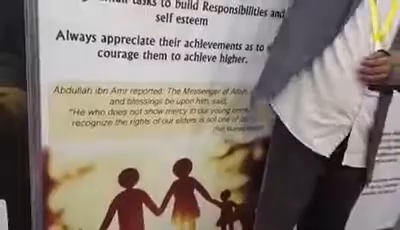 tasks to build Responsibilities and
self esteem
Always appreciate their achievements as to
courage them to achieve higher.
Abdullah ibn Amr reported: The Messenger of Allah,
and blessings be upon him, said,
"He who does not show mercy to our young ones
recognize the rights of our elders is not one of